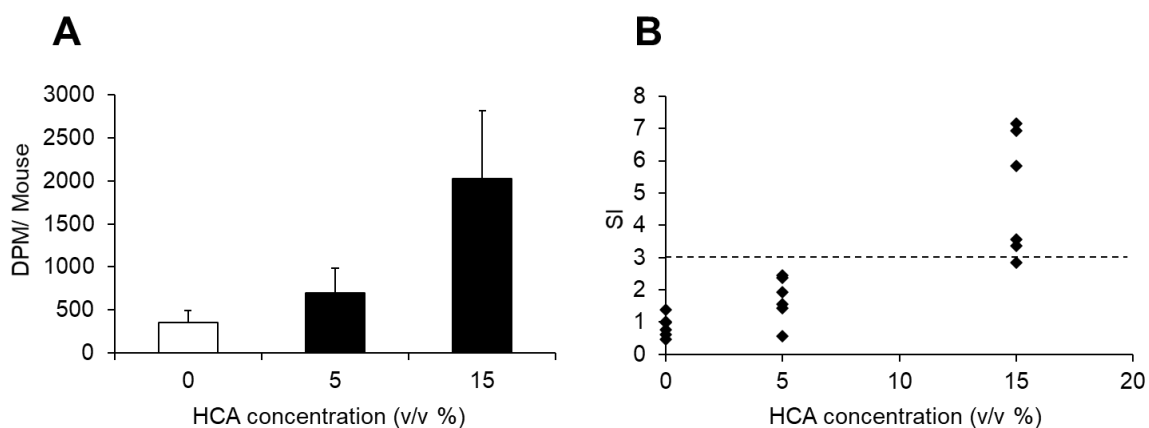 A
3000
2500
2000
1500
1000
500
0
DPM/ Mouse
0 5 15
HCA concentration (v/v %)
B
8
7
6
5
4
3
2
1
0
SI
0 5 10 15 20
HCA concentration (v/v %)